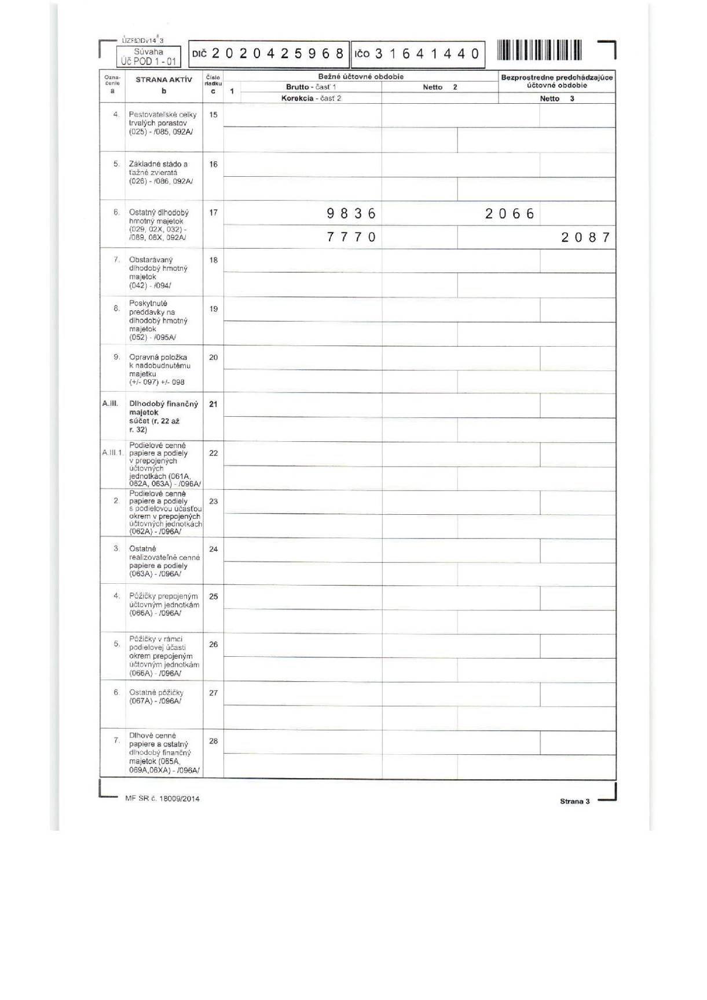 ÚZPODv14_3
Súvaha
Úč POD 1 - 01
DIČ 2020425968 IČO 31641440
Ozna-
čenie
a
STRANA AKTÍV
b
Číslo
riadku
c
Bežné účtovné obdobie
1
Brutto - časť 1
Korekcia - časť 2
Netto 2
Bezprostredne predchádzajúce
účtovné obdobie
Netto 3
4. Pestovateľské celky 15
trvalých porastov
(025) - /085, 092A/
5. Základné stádo a 16
ťažné zvieratá
(026) - /086, 092A/
6. Ostatný dlhodobý 17 9836 2066
hmotný majetok
(029, 02X, 032) -
/089, 08X, 092A/ 7770 2087
7. Obstarávaný 18
dlhodobý hmotný
majetok
(042) - /094/
Poskytnuté
8. preddavky na 19
dlhodobý hmotný
majetok
(052) - /095A/
9. Opravná položka 20
k nadobudnutému
majetku
(+/- 097) +/- 098
A.III. Dlhodobý finančný 21
majetok
súčet (r. 22 až
r. 32)
Podielové cenné
A.III.1. papiere a podiely 22
v prepojených
účtovných
jednotkách (061A,
062A, 063A) - /096A/
Podielové cenné
2. papiere a podiely 23
s podielovou účasťou
okrem v prepojených
účtovných jednotkách
(062A) - /096A/
3. Ostatné 24
realizovateľné cenné
papiere a podiely
(063A) - /096A/
4. Pôžičky prepojeným 25
účtovným jednotkám
(066A) - /096A/
Pôžičky v rámci
5. podielovej účasti 26
okrem prepojeným
účtovným jednotkám
(066A) - /096A/
6. Ostatné pôžičky 27
(067A) - /096A/
Dlhové cenné
7. papiere a ostatný 28
dlhodobý finančný
majetok (065A,
069A,06XA) - /096A/
MF SR č. 18009/2014
Strana 3